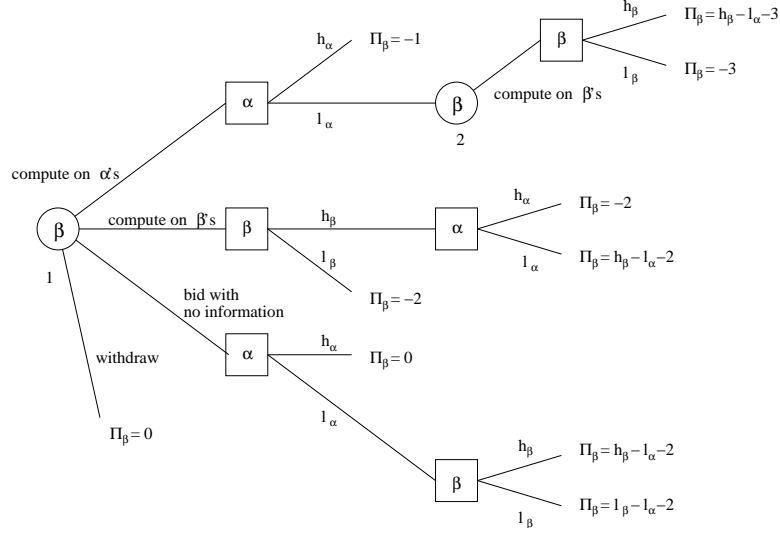 h_β
Π_β = h_β − l_α − 3
h_α
Π_β = −1
β
l_β
Π_β = −3
α
compute on β's
l_α
β
2
compute on α's
h_α
Π_β = −2
compute on β's
h_β
β
β
α
l_β
l_α
Π_β = h_β − l_α − 2
1
bid with
no information
Π_β = −2
h_α
α
Π_β = 0
withdraw
l_α
Π_β = 0
h_β
Π_β = h_β − l_α − 2
β
l_β
Π_β = l_β − l_α − 2